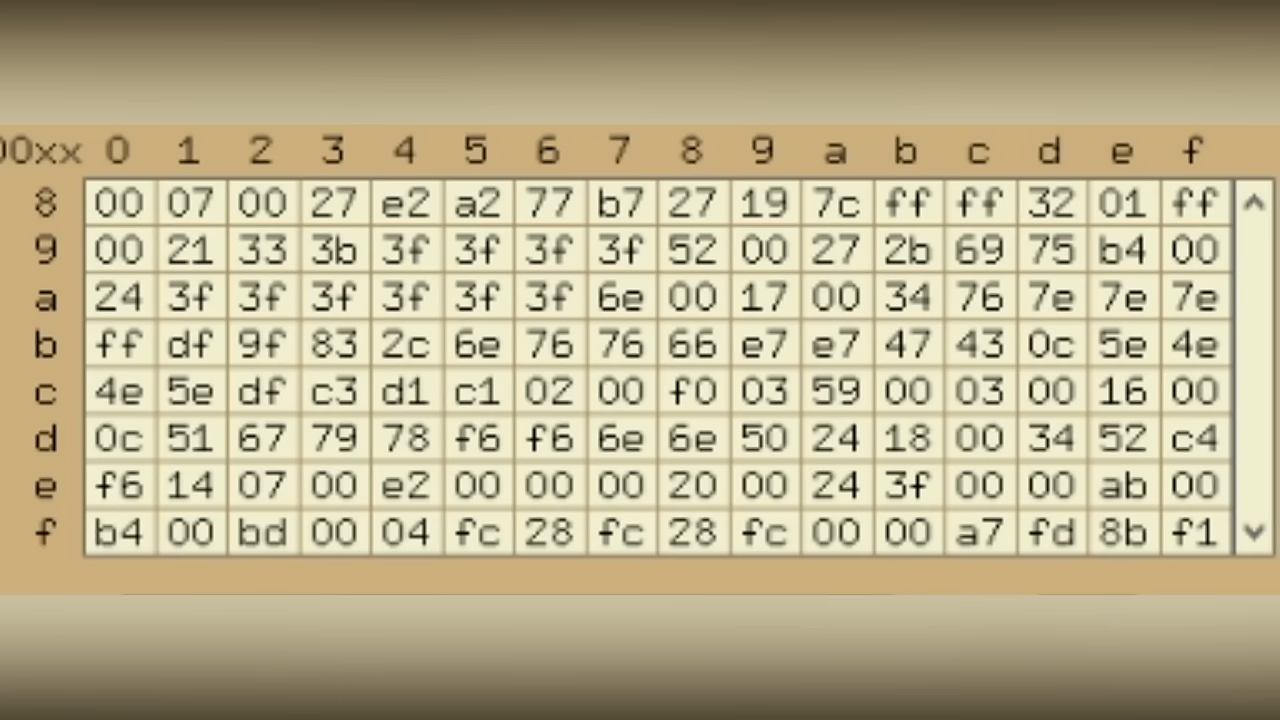 00xx 0 1 2 3 4 5 6 7 8 9 a b c d e f
8 00 07 00 27 e2 a2 77 b7 27 19 7c ff ff 32 01 ff
9 00 21 33 3b 3f 3f 3f 3f 52 00 27 2b 69 75 b4 00
a 24 3f 3f 3f 3f 3f 3f 6e 00 17 00 34 76 7e 7e 7e
b ff df 9f 83 2c 6e 76 76 66 e7 e7 47 43 0c 5e 4e
c 4e 5e df c3 d1 c1 02 00 f0 03 59 00 03 00 16 00
d 0c 51 67 79 78 f6 f6 6e 6e 50 24 18 00 34 52 c4
e f6 14 07 00 e2 00 00 00 20 00 24 3f 00 00 ab 00
f b4 00 bd 00 04 fc 28 fc 28 fc 00 00 a7 fd 8b f1